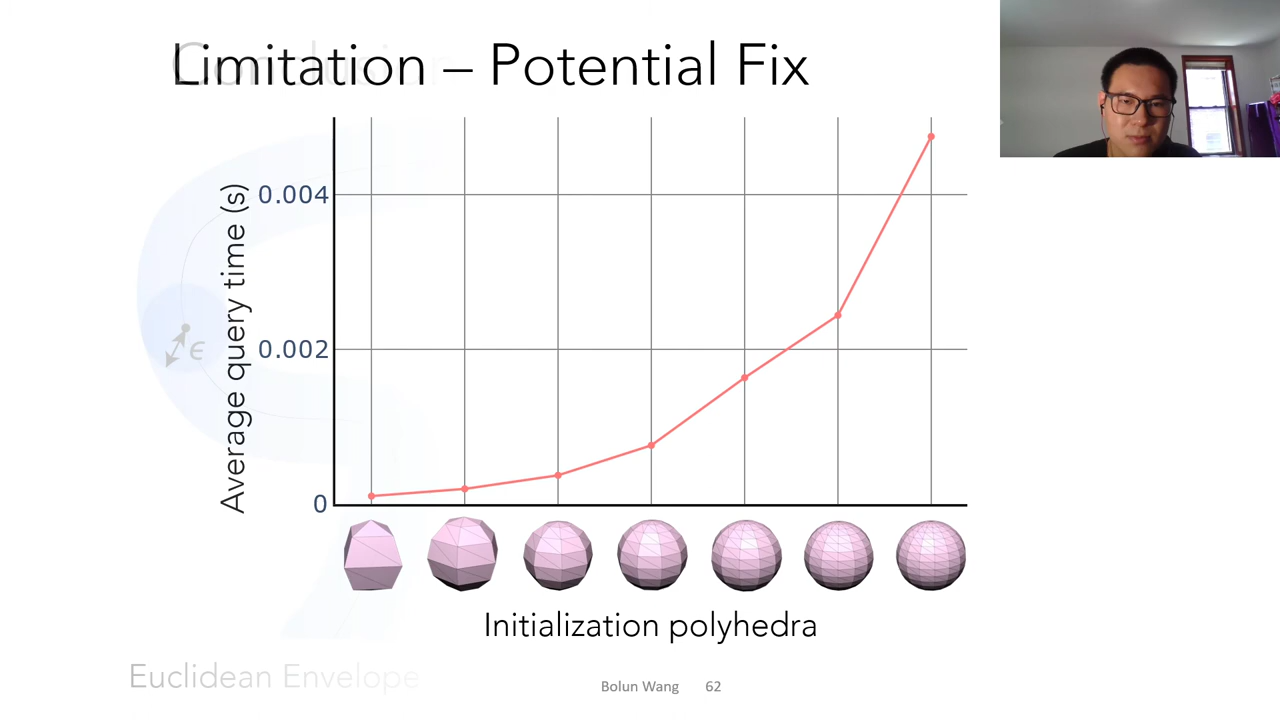 Limitation – Potential Fix
Average query time (s)
0.004
0.002
0
ϵ
Initialization polyhedra
Euclidean Envelope
Bolun Wang 62